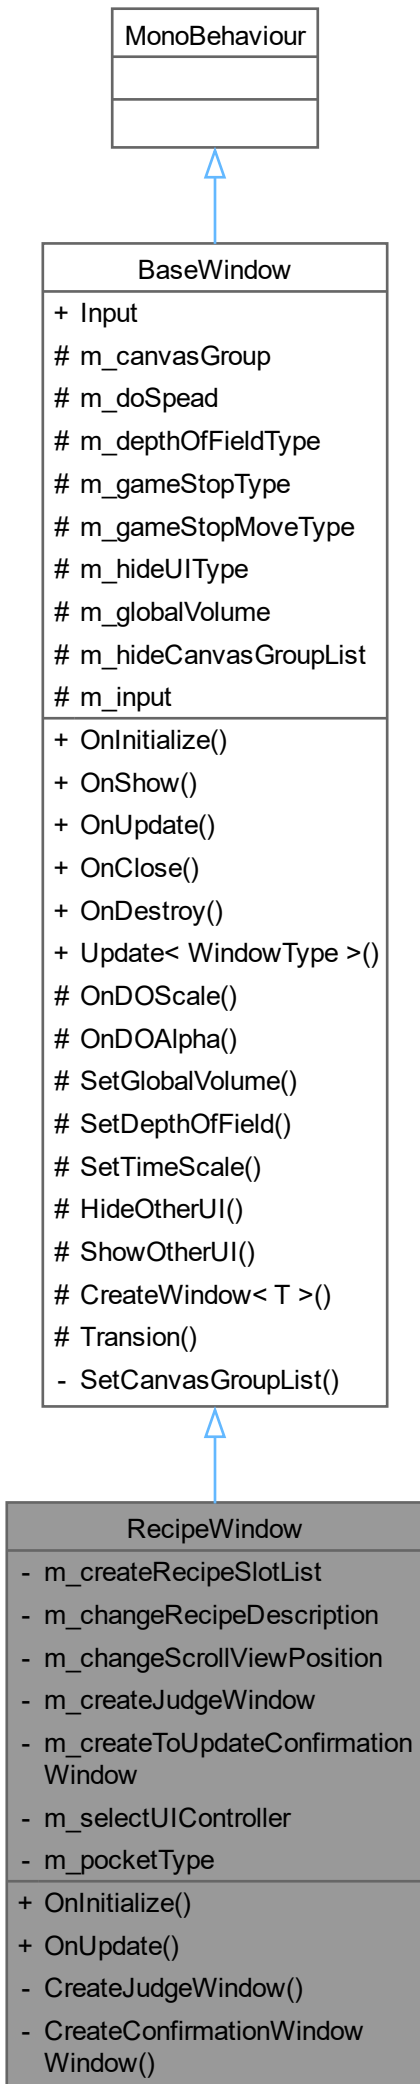 MonoBehaviour
BaseWindow
+ Input
# m_canvasGroup
# m_doSpead
# m_depthOfFieldType
# m_gameStopType
# m_gameStopMoveType
# m_hideUIType
# m_globalVolume
# m_hideCanvasGroupList
# m_input
+ OnInitialize()
+ OnShow()
+ OnUpdate()
+ OnClose()
+ OnDestroy()
+ Update< WindowType >()
# OnDOScale()
# OnDOAlpha()
# SetGlobalVolume()
# SetDepthOfField()
# SetTimeScale()
# HideOtherUI()
# ShowOtherUI()
# CreateWindow< T >()
# Transion()
- SetCanvasGroupList()
RecipeWindow
- m_createRecipeSlotList
- m_changeRecipeDescription
- m_changeScrollViewPosition
- m_createJudgeWindow
- m_createToUpdateConfirmation
Window
- m_selectUIController
- m_pocketType
+ OnInitialize()
+ OnUpdate()
- CreateJudgeWindow()
- CreateConfirmationWindow
Window()